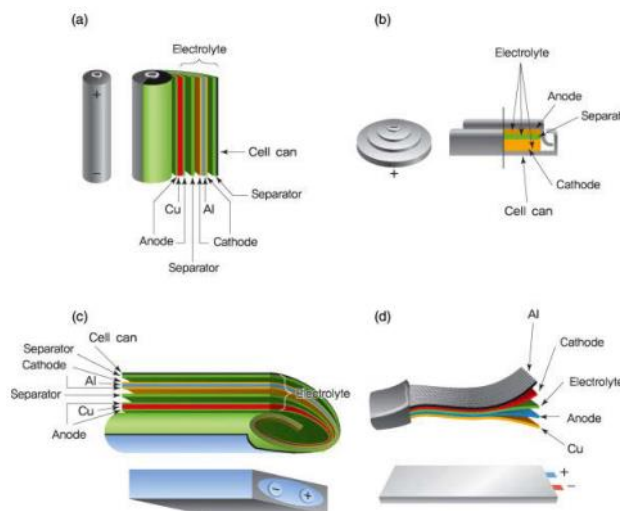 (a)
Electrolyte
+
−
Cell can
Separator
Cu
Al
Anode
Cathode
Separator
(b)
Electrolyte
Anode
Separat
−
+
Cathode
Cell can
(c)
Cell can
Separator
Cathode
Al
Separator
Electrolyte
Cu
Anode
− +
(d)
Al
Cathode
Electrolyte
Anode
Cu
+
−